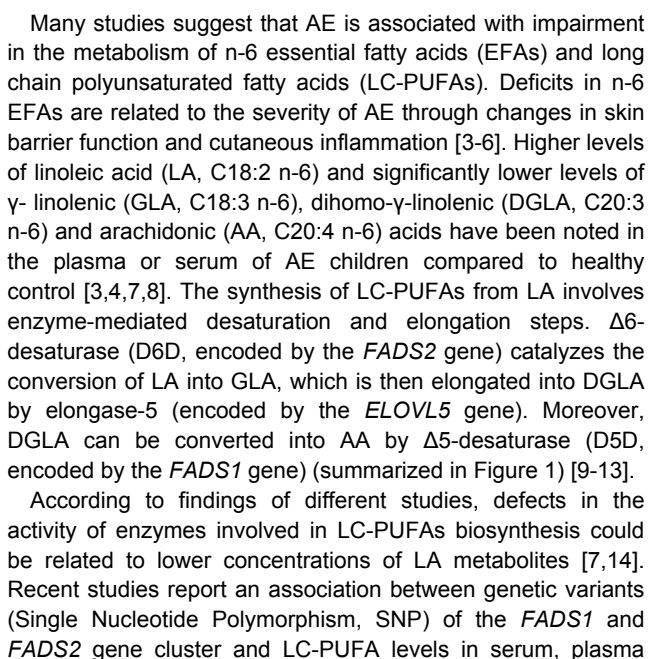 Many studies suggest that AE is associated with impairment
in the metabolism of n-6 essential fatty acids (EFAs) and long
chain polyunsaturated fatty acids (LC-PUFAs). Deficits in n-6
EFAs are related to the severity of AE through changes in skin
barrier function and cutaneous inflammation [3-6]. Higher levels
of linoleic acid (LA, C18:2 n-6) and significantly lower levels of
γ- linolenic (GLA, C18:3 n-6), dihomo-γ-linolenic (DGLA, C20:3
n-6) and arachidonic (AA, C20:4 n-6) acids have been noted in
the plasma or serum of AE children compared to healthy
control [3,4,7,8]. The synthesis of LC-PUFAs from LA involves
enzyme-mediated desaturation and elongation steps. Δ6-
desaturase (D6D, encoded by the FADS2 gene) catalyzes the
conversion of LA into GLA, which is then elongated into DGLA
by elongase-5 (encoded by the ELOVL5 gene). Moreover,
DGLA can be converted into AA by Δ5-desaturase (D5D,
encoded by the FADS1 gene) (summarized in Figure 1) [9-13].
According to findings of different studies, defects in the
activity of enzymes involved in LC-PUFAs biosynthesis could
be related to lower concentrations of LA metabolites [7,14].
Recent studies report an association between genetic variants
(Single Nucleotide Polymorphism, SNP) of the FADS1 and
FADS2 gene cluster and LC-PUFA levels in serum, plasma